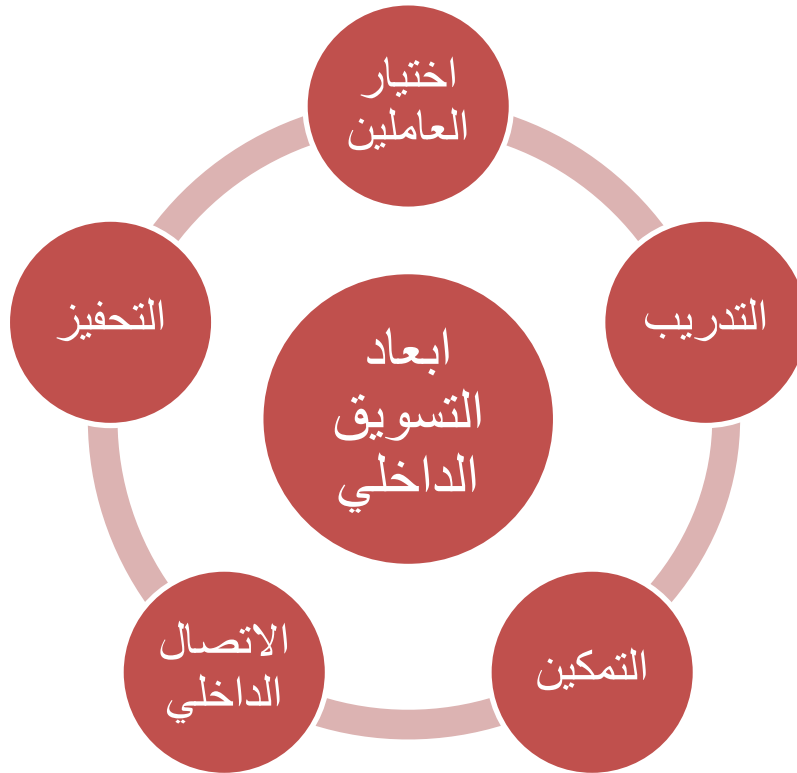 اختيار
العاملين
التدريب
التمكين
الاتصال
الداخلي
التحفيز
ابعاد
التسويق
الداخلي